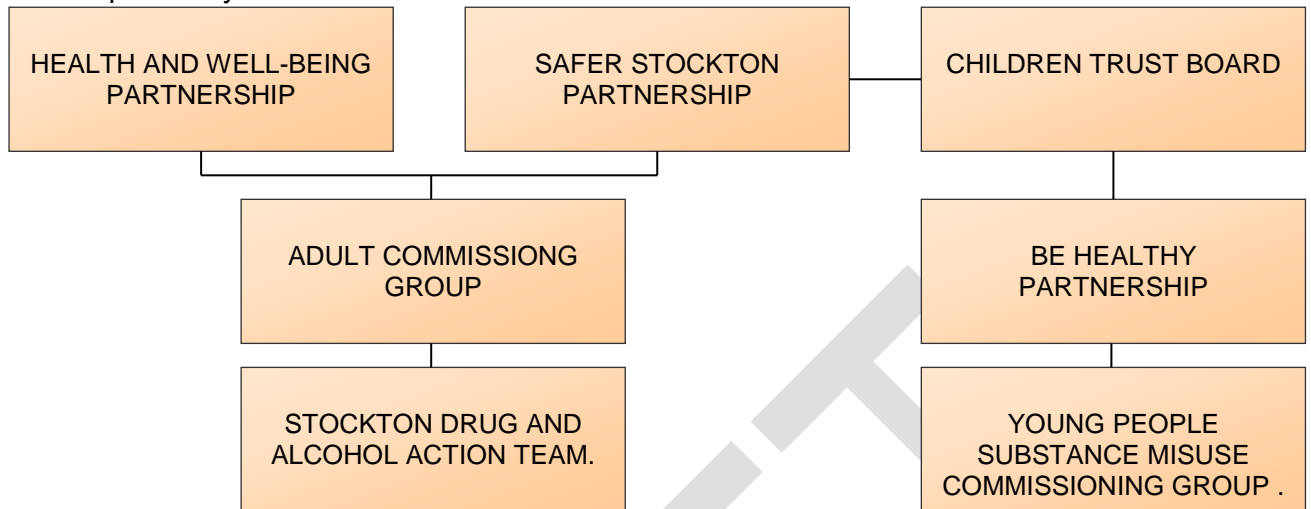 HEALTH AND WELL-BEING
PARTNERSHIP
SAFER STOCKTON
PARTNERSHIP
CHILDREN TRUST BOARD
ADULT COMMISSIONG
GROUP
BE HEALTHY
PARTNERSHIP
STOCKTON DRUG AND
ALCOHOL ACTION TEAM.
YOUNG PEOPLE
SUBSTANCE MISUSE
COMMISSIONING GROUP .